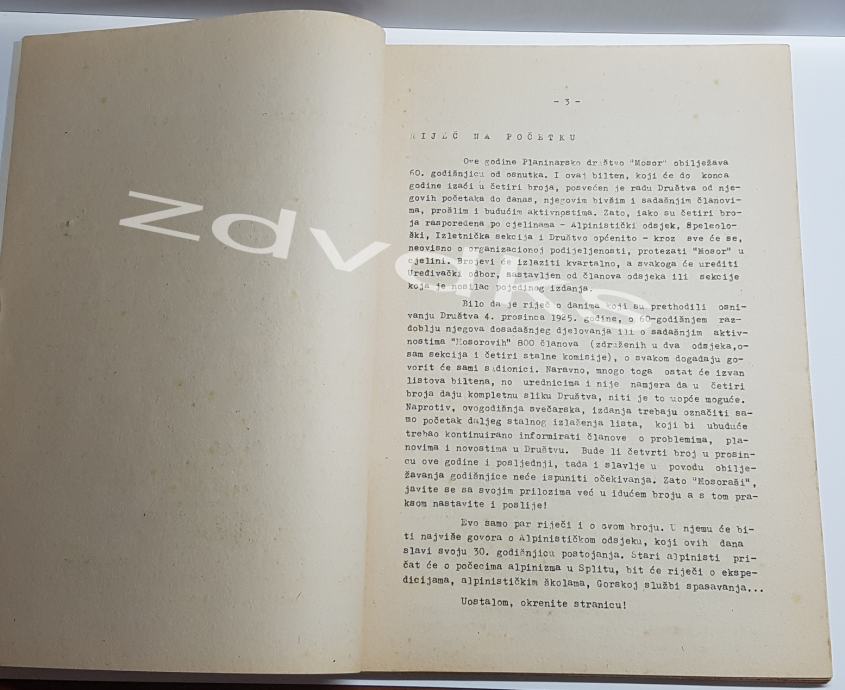 - 3 -
RIJEČ NA POČETKU
Ove godine Planinarsko društvo "Mosor" obilježava
60. godišnjicu od osnutka. I ovaj bilten, koji će do konca
godine izaći u četiri broja, posvećen je radu Društva od nje-
govih početaka do danas, njegovim bivšim i sadašnjim članovi-
ma, prošlim i budućim aktivnostima. Zato, iako su četiri bro-
ja raspoređena po cjelinama - Alpinistički odsjek, Speleolo-
ški, Izletnička sekcija i Društvo općenito - kroz sve će se,
neovisno o organizacionoj podijeljenosti, protezati "Mosor" u
cjelini. Brojevi će izlaziti kvartalno, a svakoga će urediti
Uređivački odbor, sastavljen od članova odsjeka ili sekcije
koja je nosilac pojedinog izdanja.
Bilo da je riječ o danima koji su prethodili osni-
vanju Društva 4. prosinca 1925. godine, o 60-godišnjem raz-
doblju njegova dosadašnjeg djelovanja ili o sadašnjim aktiv-
nostima "Mosorovih" 800 članova (združenih u dva odsjeka,o-
sam sekcija i četiri stalne komisije), o svakom događaju go-
vorit će sami sudionici. Naravno, mnogo toga ostat će izvan
listova biltena, no urednicima i nije namjera da u četiri
broja daju kompletnu sliku Društva, niti je to uopće moguće.
Naprotiv, ovogodišnja svečarska, izdanja trebaju označiti sa-
mo početak daljeg stalnog izlaženja lista, koji bi ubuduće
trebao kontinuirano informirati članove o problemima, pla-
novima i novostima u Društvu. Bude li četvrti broj u prosin-
cu ove godine i posljednji, tada i slavlje u povodu obilje-
žavanja godišnjice neće ispuniti očekivanja. Zato "Mosoraši",
javite se sa svojim prilozima već u idućem broju a s tom pra-
ksom nastavite i poslije!
Evo samo par riječi i o ovom broju. U njemu će bi-
ti najviše govora o Alpinističkom odsjeku, koji ovih dana
slavi svoju 30. godišnjicu postojanja. Stari alpinisti pri-
čat će o počecima alpinizma u Splitu, bit će riječi o ekspe-
dicijama, alpinističkim školama, Gorskoj službi spasavanja...
Uostalom, okrenite stranicu!